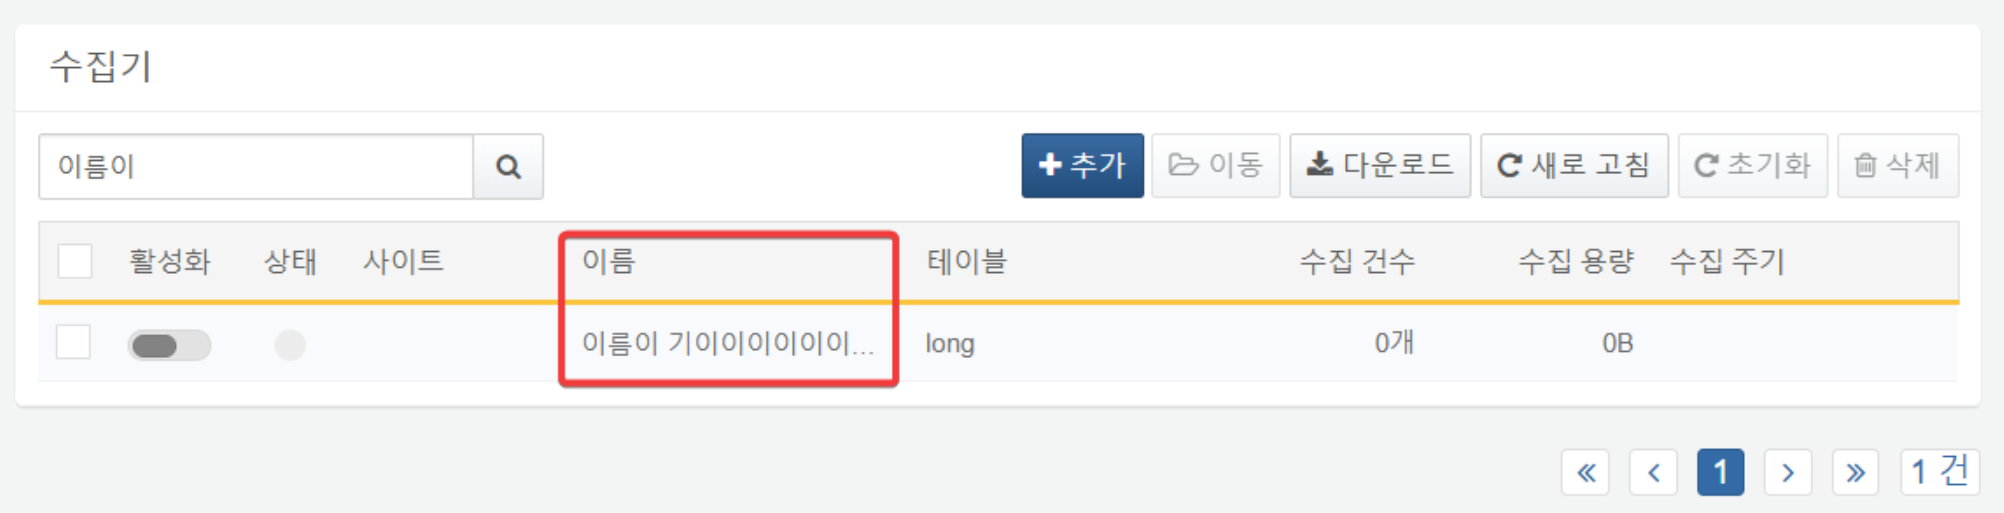 수집기
이름이
추가 이동 다운로드 새로 고침 초기화 삭제
활성화 상태 사이트 이름 테이블 수집 건수 수집 용량 수집 주기
이름이 기이이이이이이... long 0개 0B
« ‹ 1 › » 1 건